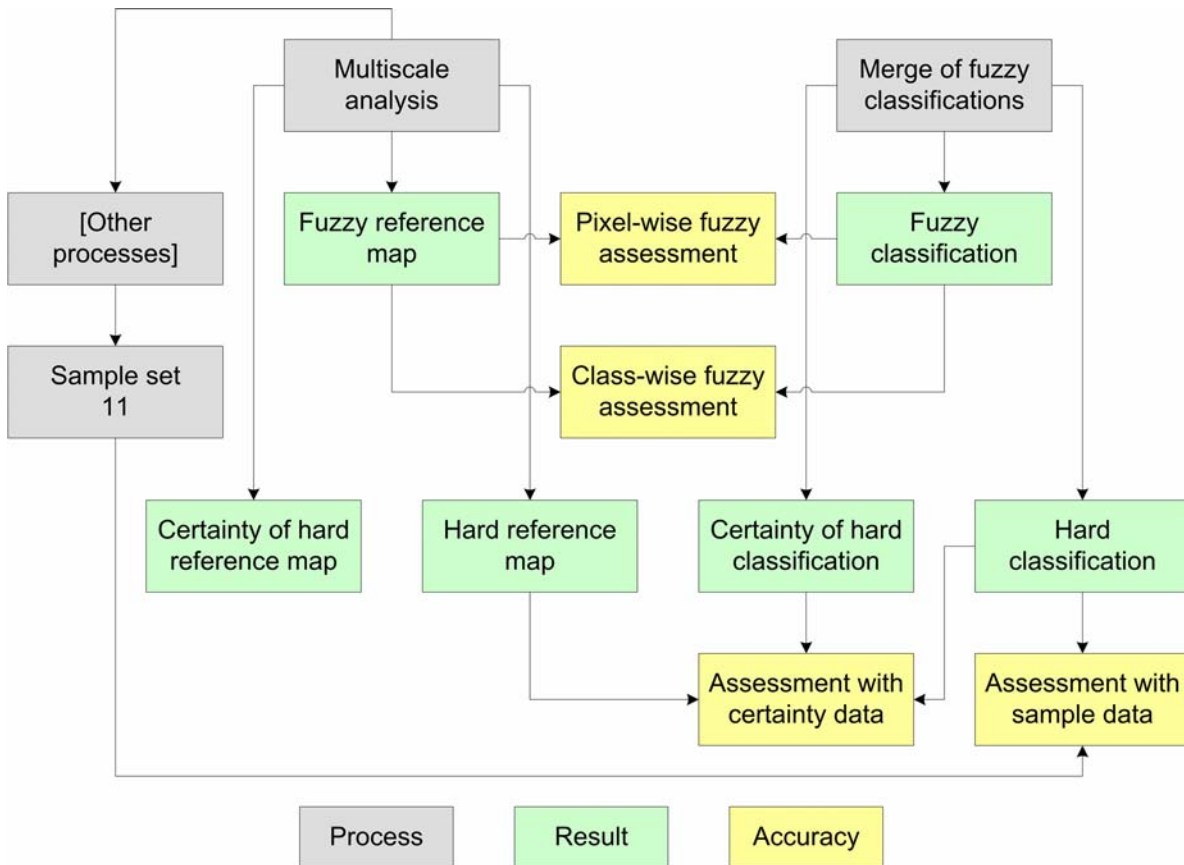 Multiscale
analysis
Merge of fuzzy
classifications
[Other
processes]
Fuzzy reference
map
Pixel-wise fuzzy
assessment
Fuzzy
classification
Sample set
11
Class-wise fuzzy
assessment
Certainty of hard
reference map
Hard reference
map
Certainty of hard
classification
Hard
classification
Assessment with
certainty data
Assessment with
sample data
Process
Result
Accuracy